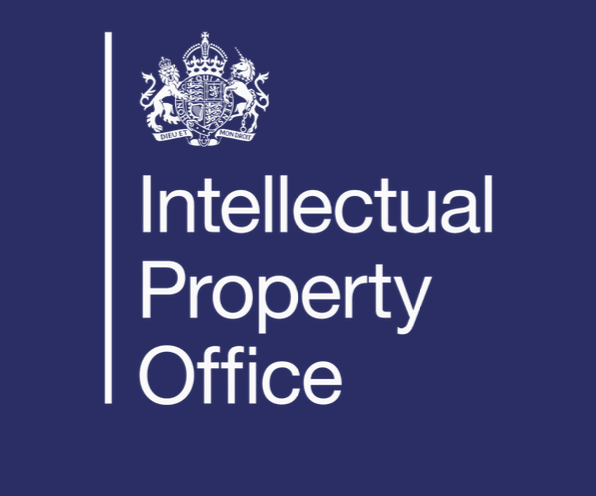 DIEU ET MON DROIT
Intellectual
Property
Office